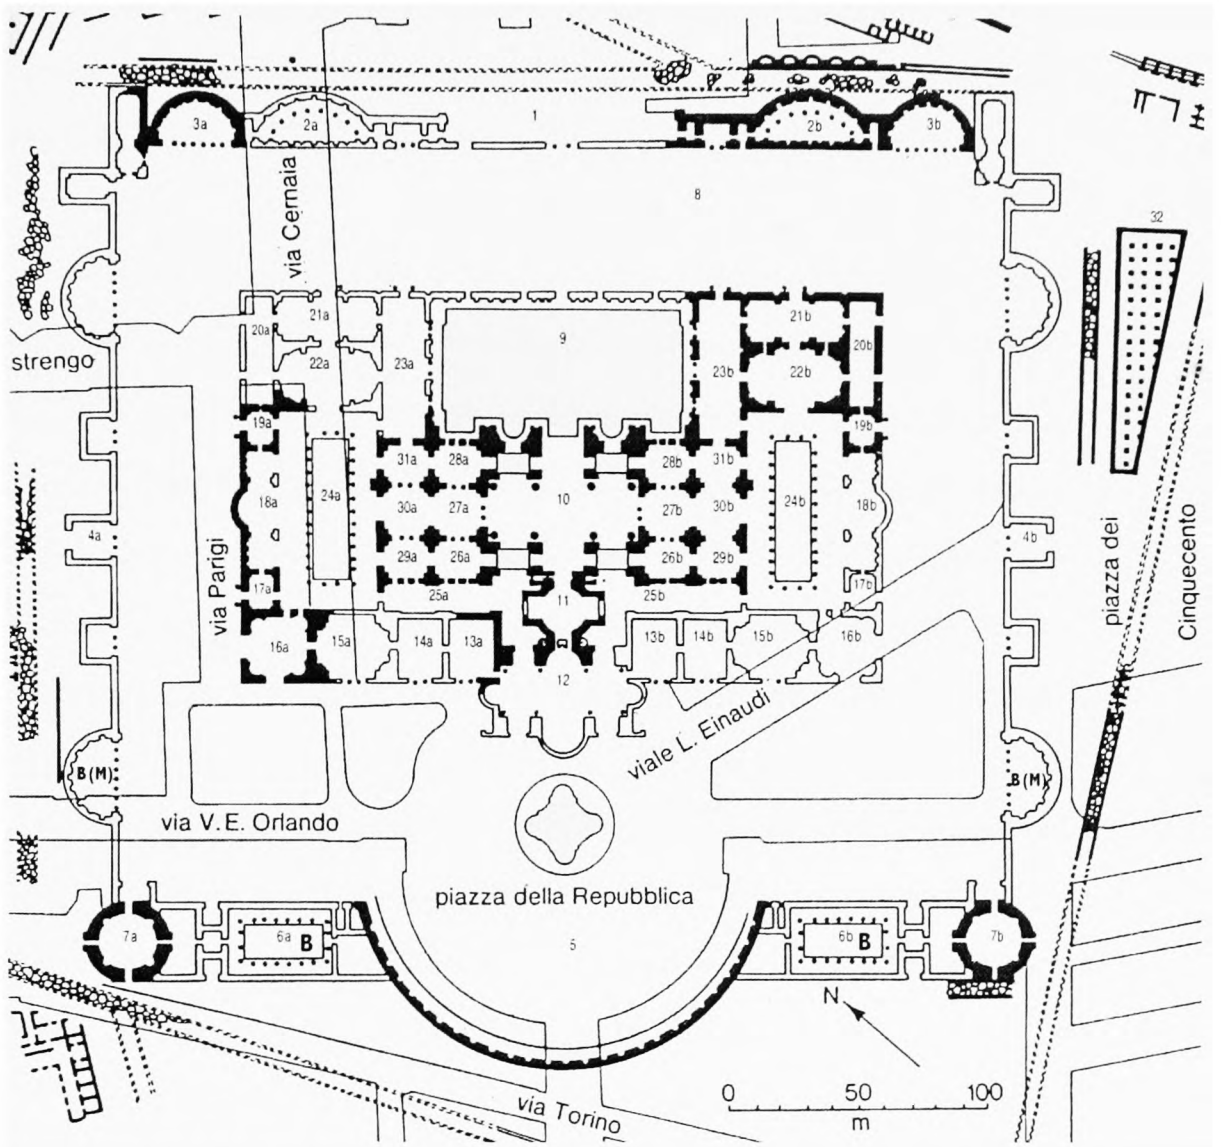 3a
2a
1
2b
3b
8
via Cernaia
32
21a
20a
22a
23a
9
21b
20b
23b
22b
strengo
19a
19b
31a
28a
28b
31b
24a
24b
18a
30a
27a
10
27b
30b
18b
4a
4b
29a
26a
26b
29b
17a
25a
11
25b
17b
via Parigi
piazza dei
Cinquecento
16a
15a
14a
13a
13b
14b
15b
16b
12
viale L. Einaudi
B (M)
B (M)
via V.E. Orlando
piazza della Repubblica
7a
6a
B
5
6b
B
7b
N
0 50 100
m
via Torino